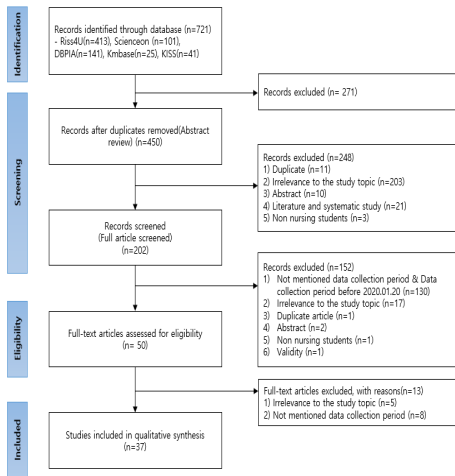 Identification
Records identified through database (n=721)
- Riss4U(n=413), Scienceon (n=101),
DBPIA(n=141), Kmbase(n=25), KISS(n=41)
Records excluded (n= 271)
Screening
Records after duplicates removed(Abstract
review) (n=450)
Records excluded (n=248)
1) Duplicate (n=11)
2) Irrelevance to the study topic (n=203)
3) Abstract (n=10)
4) Literature and systematic study (n=21)
5) Non nursing students (n=3)
Records screened
(Full article screened)
(n=202)
Records excluded (n=152)
1) Not mentioned data collection period & Data
collection period before 2020.01.20 (n=130)
2) Irrelevance to the study topic (n=17)
3) Duplicate article (n=1)
4) Abstract (n=2)
5) Non nursing students (n=1)
6) Validity (n=1)
Eligibility
Full-text articles assessed for eligibility
(n= 50)
Full-text articles excluded, with reasons(n=13)
1) Irrelevance to the study topic (n=5)
2) Not mentioned data collection period (n=8)
Included
Studies included in qualitative synthesis
(n=37)